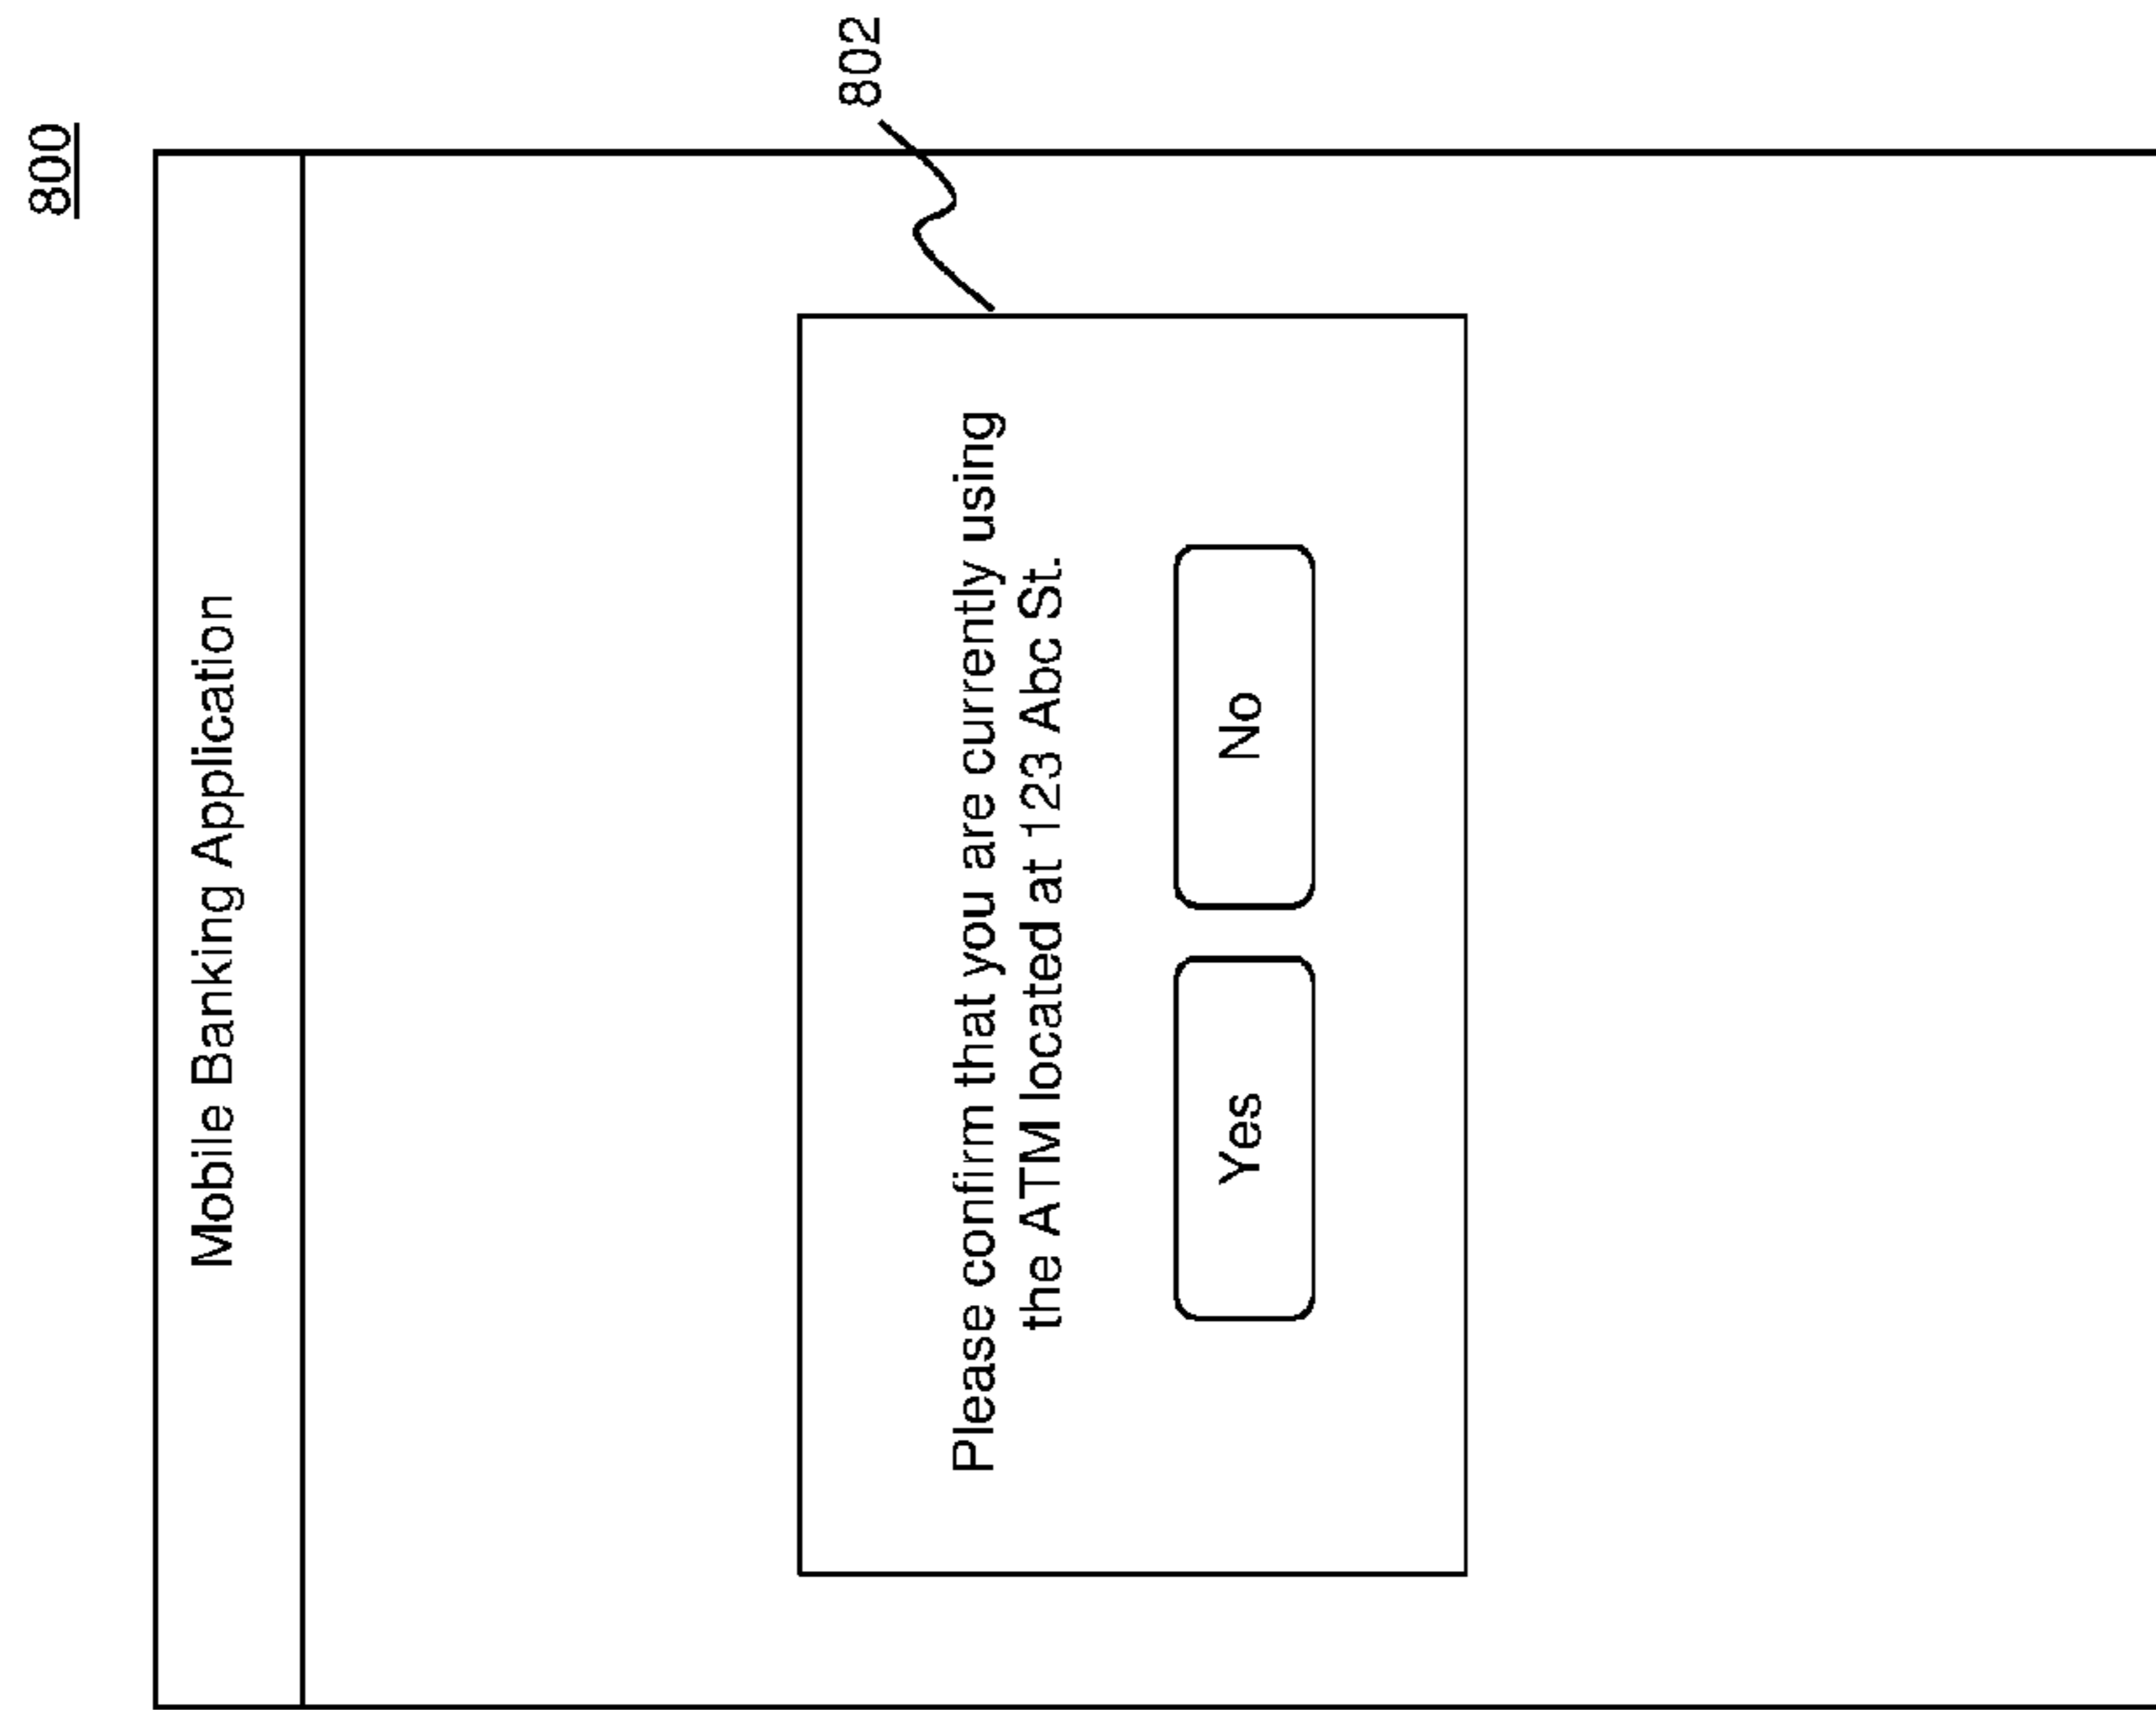 800
Mobile Banking Application
802
Please confirm that you are currently using
the ATM located at 123 Abc St.
Yes
No